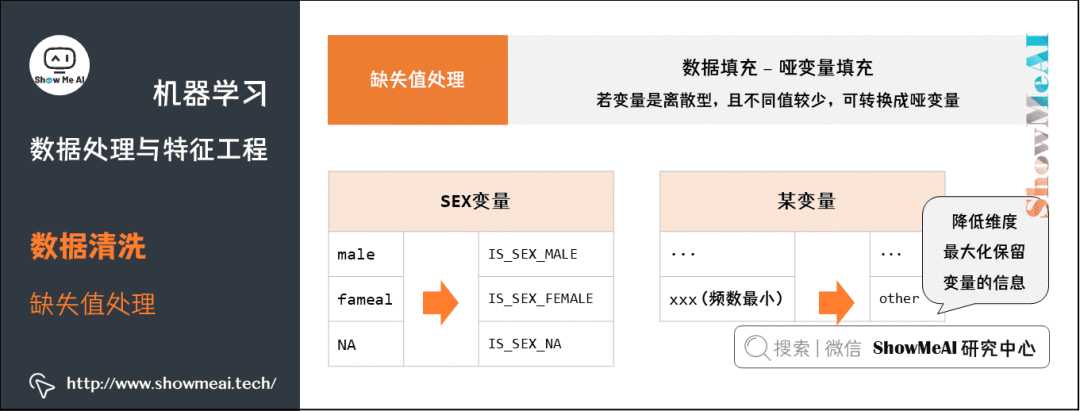 AI
Show Me AI
机器学习
数据处理与特征工程
数据清洗
缺失值处理
http://www.showmeai.tech/
缺失值处理
数据填充 – 哑变量填充
若变量是离散型，且不同值较少，可转换成哑变量
ShowMeAI
SEX变量
male
IS_SEX_MALE
fameal
IS_SEX_FEMALE
NA
IS_SEX_NA
某变量
...
...
xxx(频数最小)
other
降低维度
最大化保留
变量的信息
搜索 | 微信 ShowMeAI 研究中心